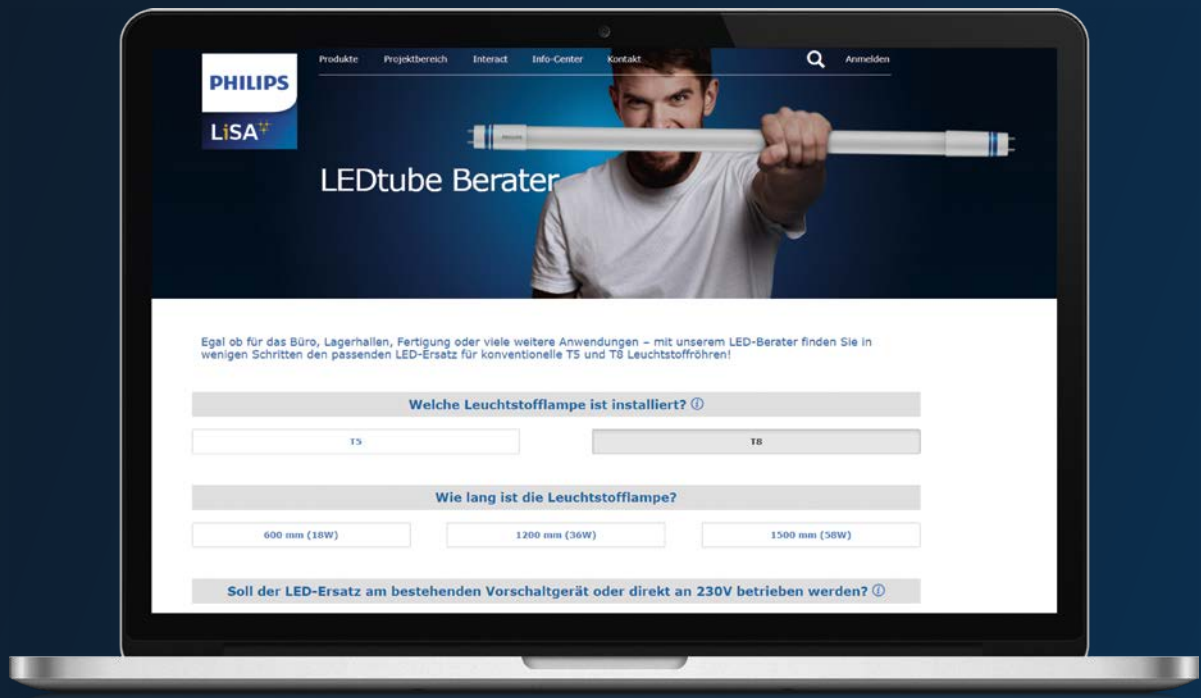 Produkte Projektbereich Interact Info-Center Kontakt Anmelden
PHILIPS
LiSA
PHILIPS
LEDtube Berater
Egal ob für das Büro, Lagerhallen, Fertigung oder viele weitere Anwendungen – mit unserem LED-Berater finden Sie in
wenigen Schritten den passenden LED-Ersatz für konventionelle T5 und T8 Leuchtstoffröhren!
Welche Leuchtstofflampe ist installiert? ⓘ
T5 T8
Wie lang ist die Leuchtstofflampe?
600 mm (18W) 1200 mm (36W) 1500 mm (58W)
Soll der LED-Ersatz am bestehenden Vorschaltgerät oder direkt an 230V betrieben werden? ⓘ